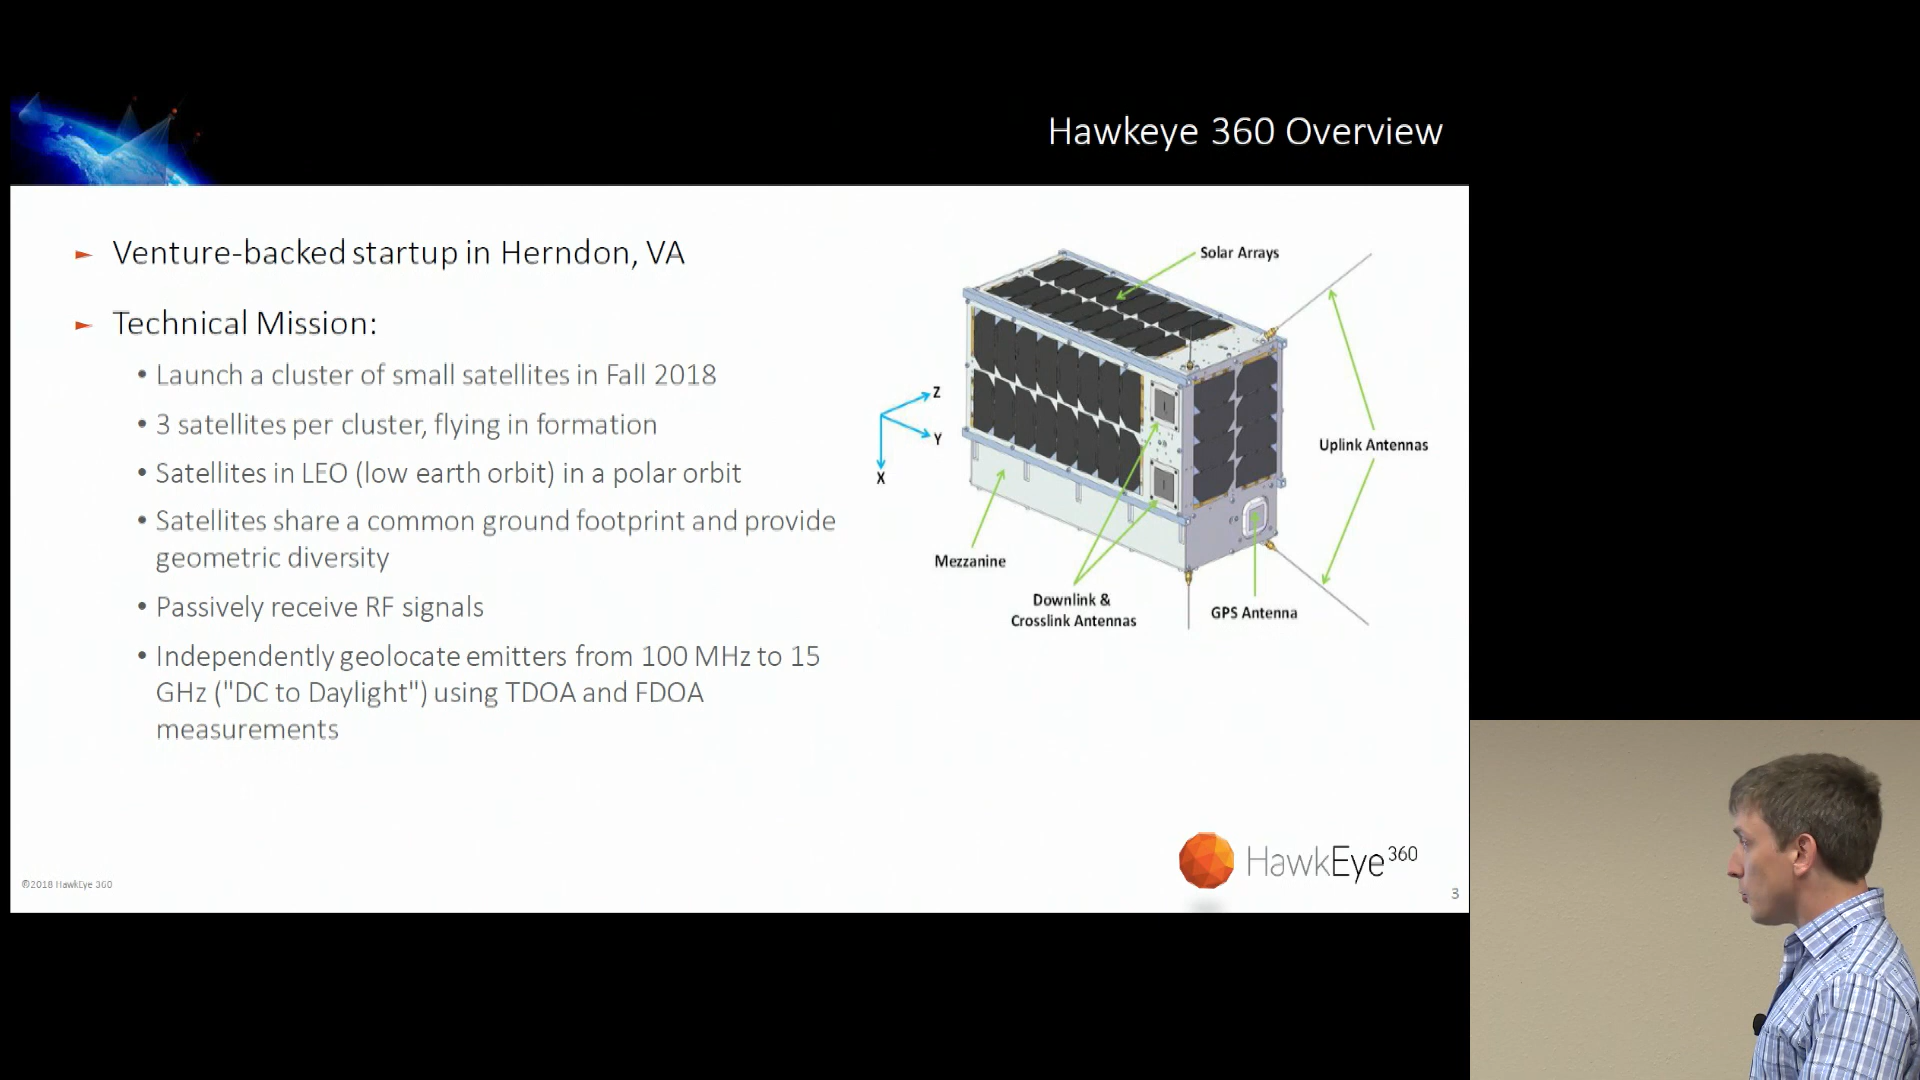 Hawkeye 360 Overview
► Venture-backed startup in Herndon, VA
► Technical Mission:
• Launch a cluster of small satellites in Fall 2018
• 3 satellites per cluster, flying in formation
• Satellites in LEO (low earth orbit) in a polar orbit
• Satellites share a common ground footprint and provide
geometric diversity
• Passively receive RF signals
• Independently geolocate emitters from 100 MHz to 15
GHz ("DC to Daylight") using TDOA and FDOA
measurements
Solar Arrays
Z
Y
X
Uplink Antennas
Mezzanine
Downlink &
Crosslink Antennas
GPS Antenna
HawkEye 360
©2018 HawkEye 360
3